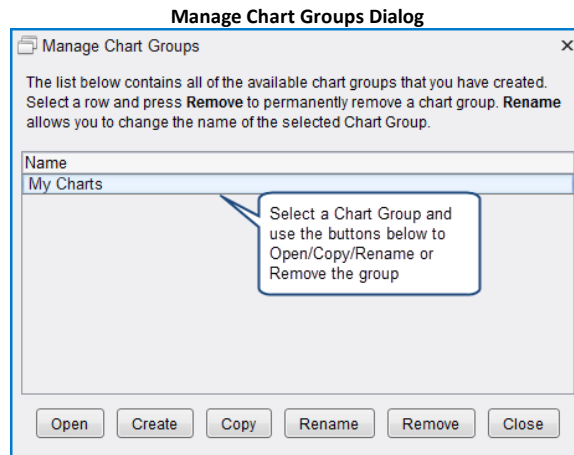 Manage Chart Groups Dialog
Manage Chart Groups
The list below contains all of the available chart groups that you have created.
Select a row and press Remove to permanently remove a chart group. Rename
allows you to change the name of the selected Chart Group.
Name
My Charts
Select a Chart Group and
use the buttons below to
Open/Copy/Rename or
Remove the group
Open Create Copy Rename Remove Close